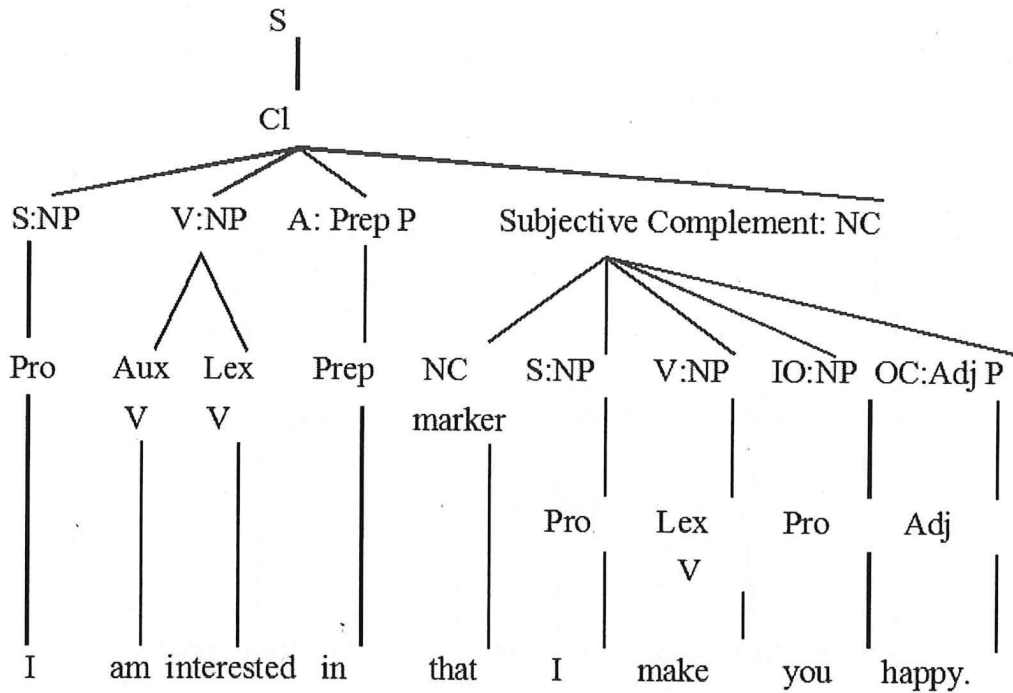 S
Cl
S:NP V:NP A: Prep P Subjective Complement: NC
Pro Aux Lex Prep NC S:NP V:NP IO:NP OC:Adj P
V V marker
Pro Lex Pro Adj
V
I am interested in that I make you happy.